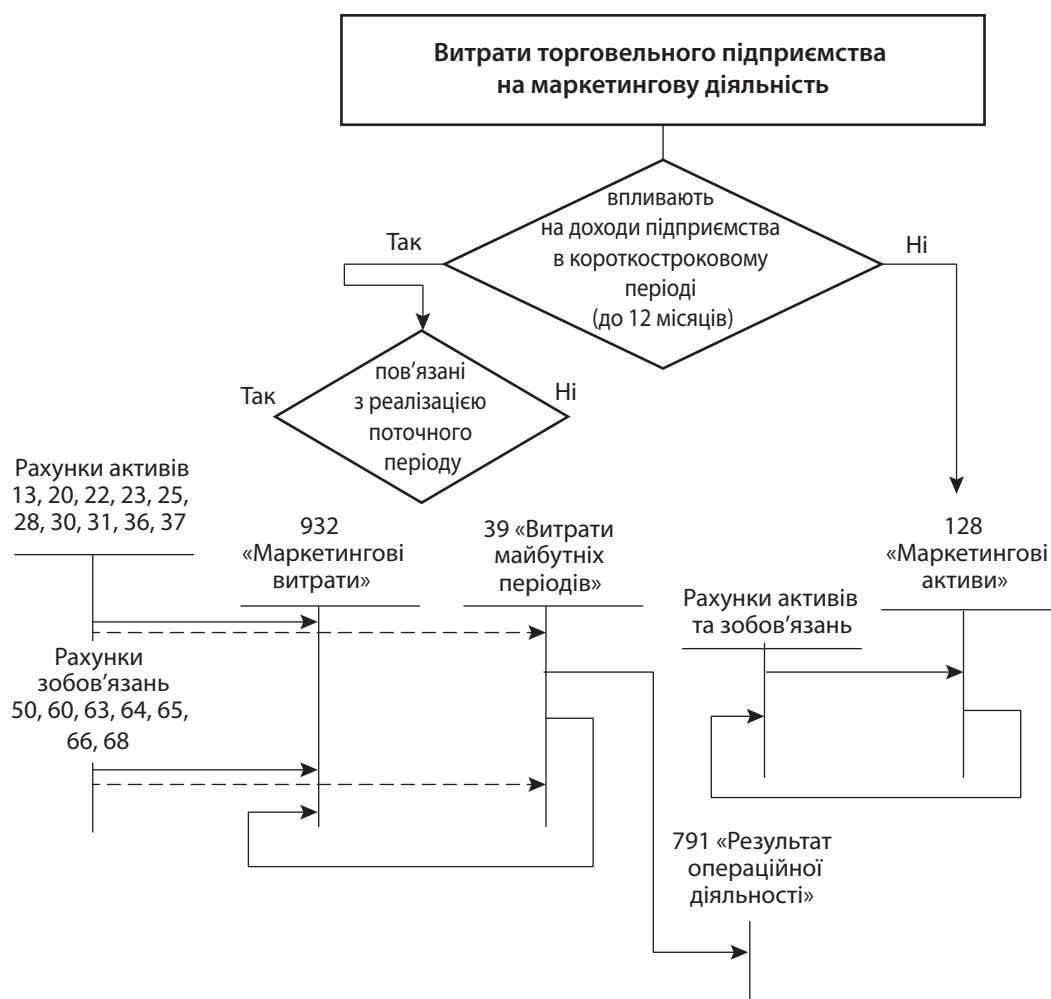 Витрати торговельного підприємства
на маркетингову діяльність
впливають
на доходи підприємства
в короткостроковому
періоді
(до 12 місяців)
Так
Ні
пов’язані
з реалізацією
поточного
періоду
Так
Ні
Рахунки активів
13, 20, 22, 23, 25,
28, 30, 31, 36, 37
932
«Маркетингові
витрати»
39 «Витрати
майбутніх
періодів»
128
«Маркетингові
активи»
Рахунки активів
та зобов’язань
Рахунки
зобов’язань
50, 60, 63, 64, 65,
66, 68
791 «Результат
операційної
діяльності»